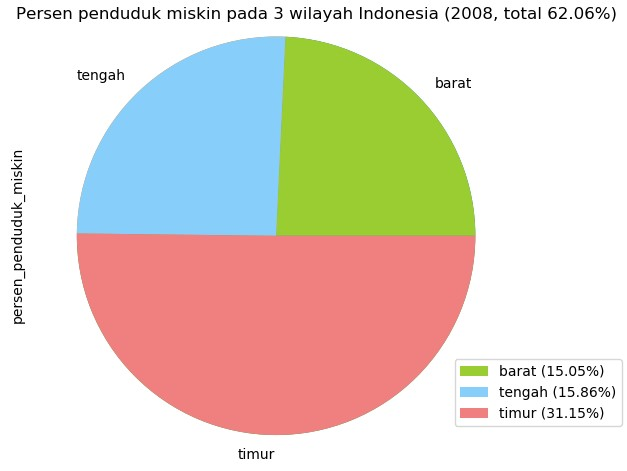 Persen penduduk miskin pada 3 wilayah Indonesia (2008, total 62.06%)
tengah
barat
persen_penduduk_miskin
barat (15.05%)
tengah (15.86%)
timur (31.15%)
timur